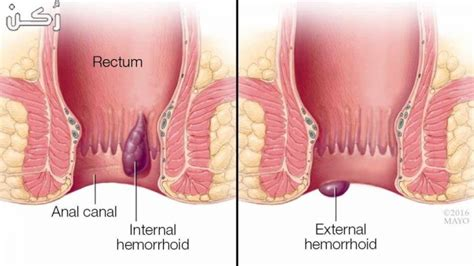 رُكن
Rectum
Anal canal
Internal
hemorrhoid
External
hemorrhoid
©2016
MAYO